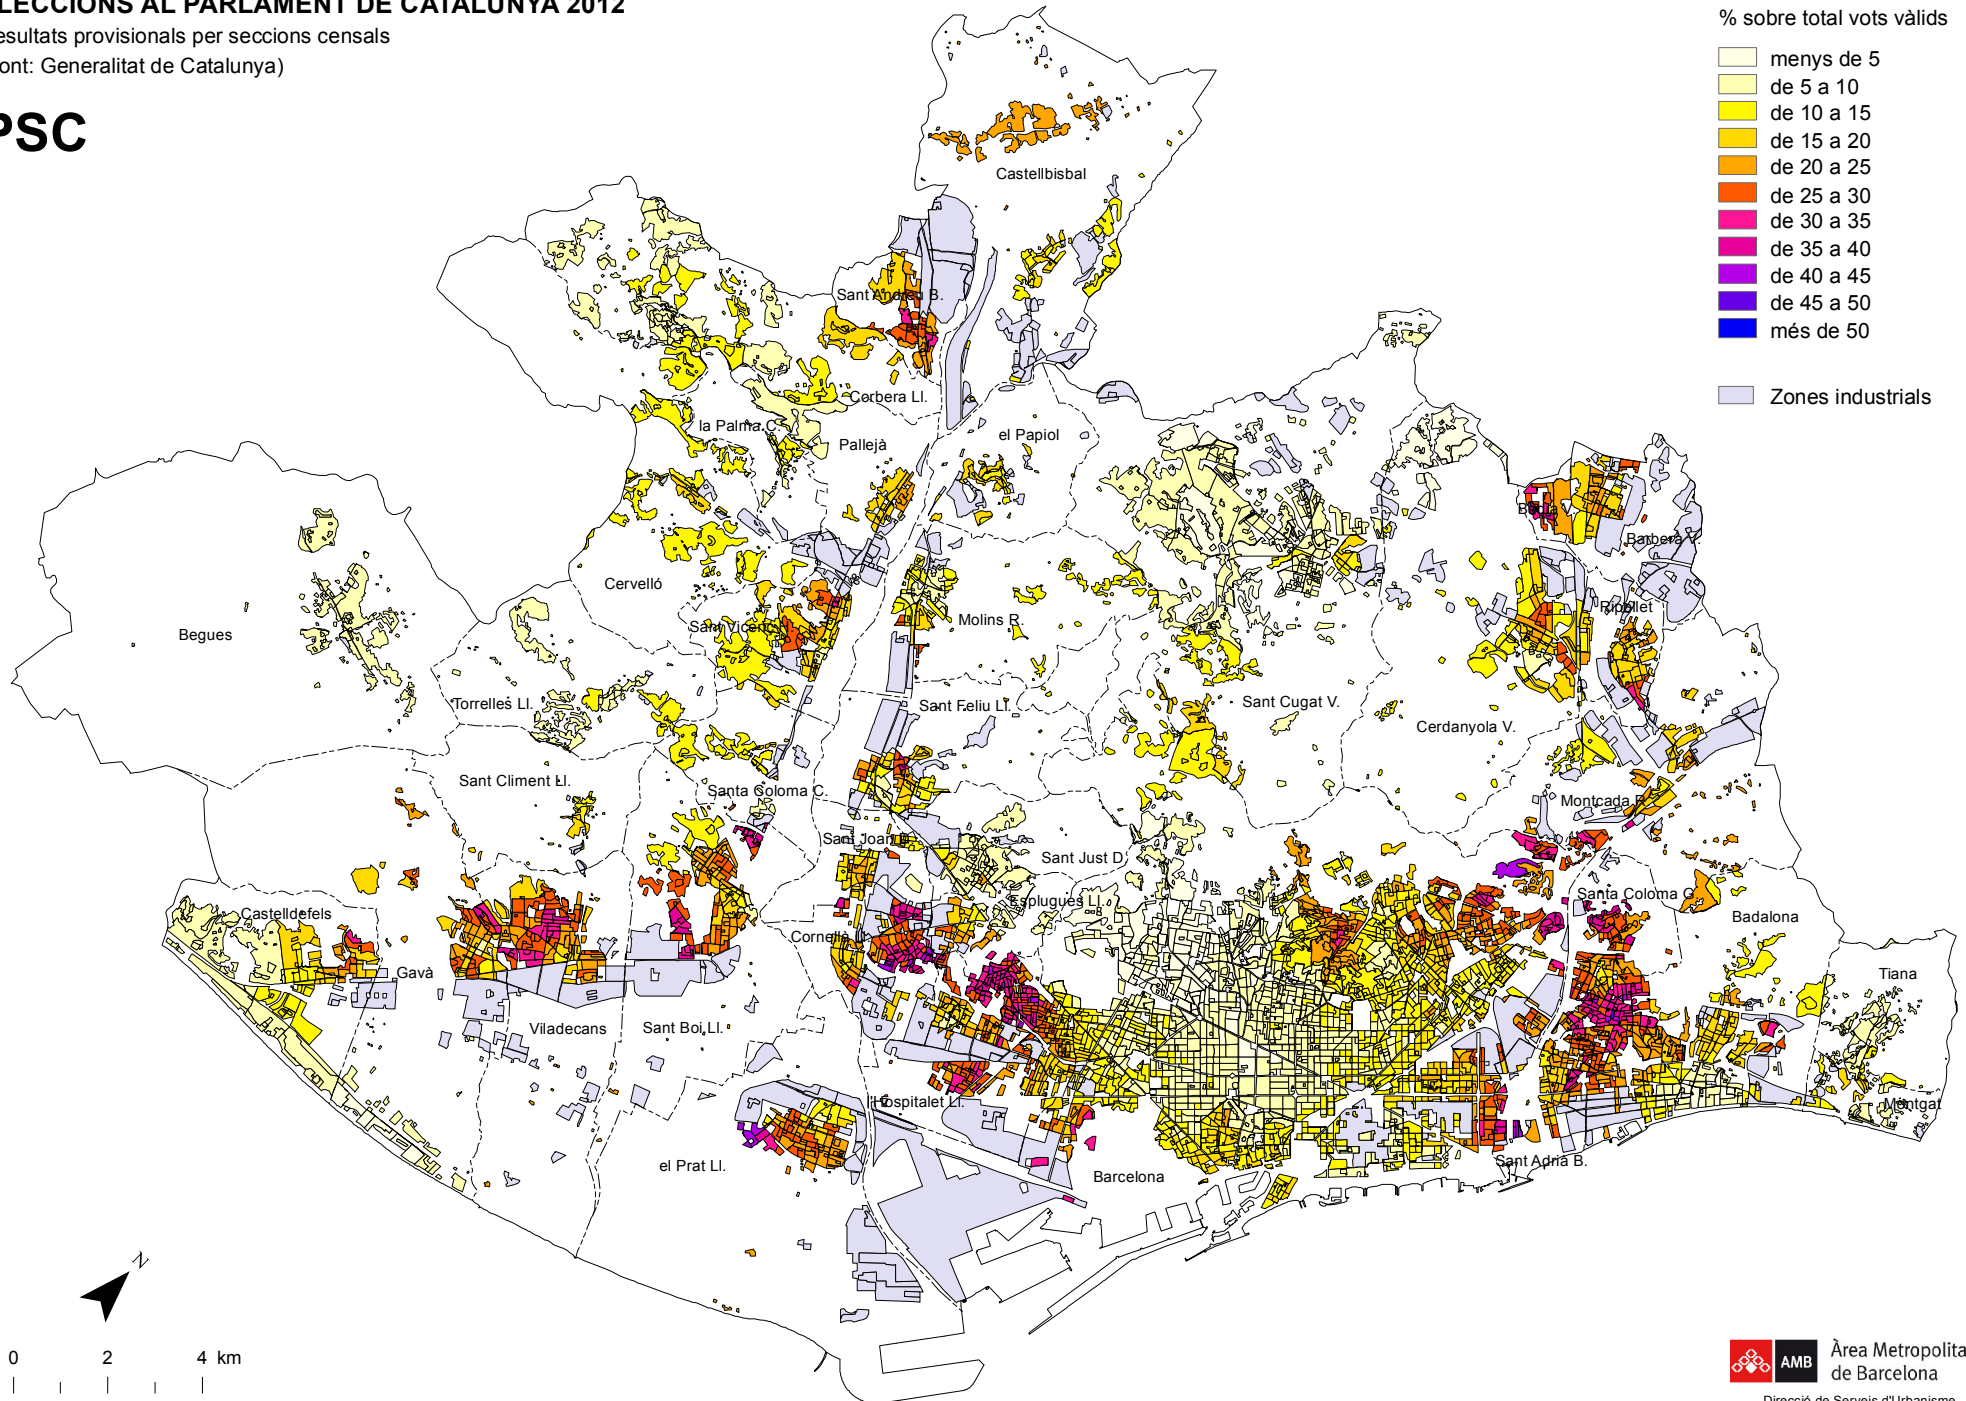 LECCIONS AL PARLAMENT DE CATALUNYA 2012
esultats provisionals per seccions censals
ont: Generalitat de Catalunya)
PSC
% sobre total vots vàlids
menys de 5
de 5 a 10
de 10 a 15
de 15 a 20
de 20 a 25
de 25 a 30
de 30 a 35
de 35 a 40
de 40 a 45
de 45 a 50
més de 50
Zones industrials
Castellbisbal
Sant Andreu B.
Corbera Ll.
la Palma C.
Pallejà
el Papiol
Badia V.
Barberà V.
Cervelló
Begues
Sant Vicenç
Molins R.
Ripollet
Torrelles Ll.
Sant Feliu Ll.
Sant Cugat V.
Cerdanyola V.
Sant Climent Ll.
Santa Coloma C.
Montcada R.
Sant Joan D.
Sant Just D.
Santa Coloma G.
Castelldefels
Esplugues Ll.
Badalona
Cornellà Ll.
Gavà
Tiana
Viladecans
Sant Boi Ll.
l'Hospitalet Ll.
Montgat
el Prat Ll.
Barcelona
Sant Adrià B.
N
0 2 4 km
AMB
Àrea Metropolita
de Barcelona
Direcció de Serveis d'Urbanisme